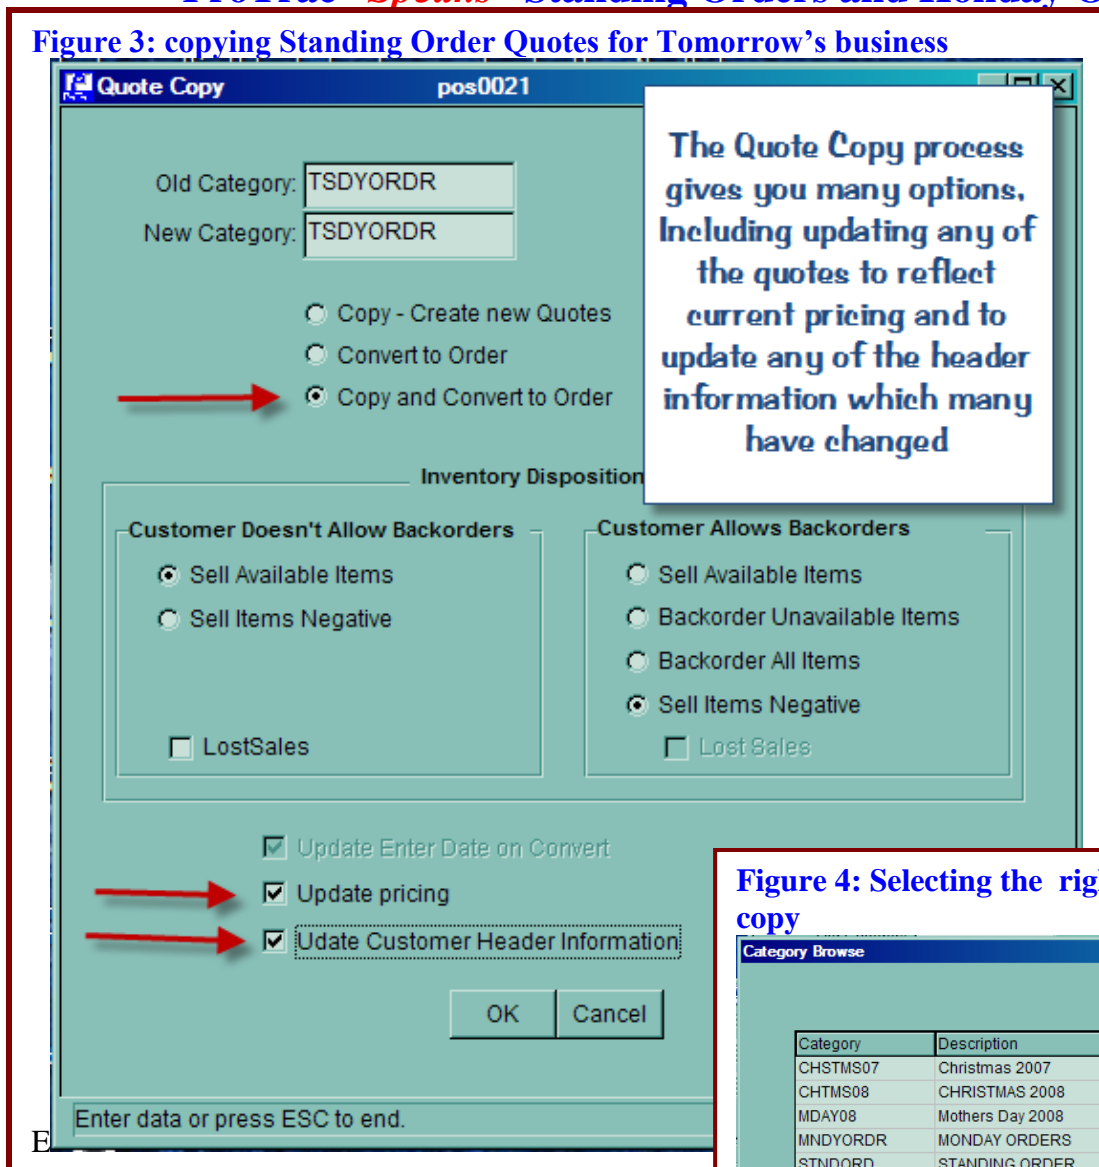 Figure 3: copying Standing Order Quotes for Tomorrow's business
Quote Copy pos0021
The Quote Copy process
gives you many options,
Including updating any of
the quotes to reflect
current pricing and to
update any of the header
information which many
have changed
Old Category: TSDYORDR
New Category: TSDYORDR
Copy - Create new Quotes
Convert to Order
Copy and Convert to Order
Inventory Disposition
Customer Doesn't Allow Backorders
Sell Available Items
Sell Items Negative
LostSales
Customer Allows Backorders
Sell Available Items
Backorder Unavailable Items
Backorder All Items
Sell Items Negative
Lost Sales
Update Enter Date on Convert
Update pricing
Udate Customer Header Information
OK Cancel
Enter data or press ESC to end.
E
Figure 4: Selecting the rig
copy
Category Browse
Category Description
CHSTMS07 Christmas 2007
CHTMS08 CHRISTMAS 2008
MDAY08 Mothers Day 2008
MNDYORDR MONDAY ORDERS
STNDORD STANDING ORDER